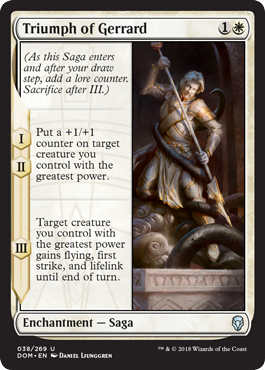 Triumph of Gerrard 1
(As this Saga enters
and after your draw
step, add a lore counter.
Sacrifice after III.)
I
II
Put a +1/+1
counter on target
creature you
control with the
greatest power.
III
Target creature
you control with
the greatest power
gains flying, first
strike, and lifelink
until end of turn.
Enchantment — Saga
038/269 U
DOM • EN Daniel Ljunggren
™ & © 2018 Wizards of the Coast